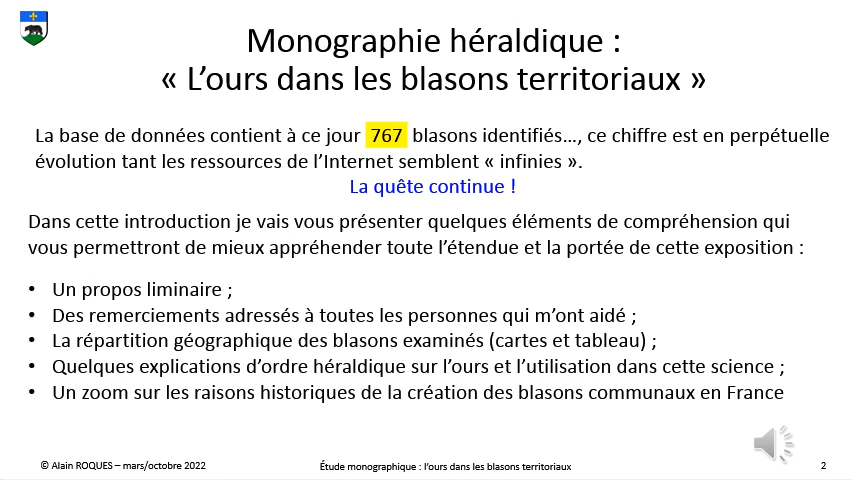 Monographie héraldique :
« L’ours dans les blasons territoriaux »
La base de données contient à ce jour 767 blasons identifiés…, ce chiffre est en perpétuelle
évolution tant les ressources de l’Internet semblent « infinies ».
La quête continue !
Dans cette introduction je vais vous présenter quelques éléments de compréhension qui
vous permettront de mieux appréhender toute l’étendue et la portée de cette exposition :
• Un propos liminaire ;
• Des remerciements adressés à toutes les personnes qui m’ont aidé ;
• La répartition géographique des blasons examinés (cartes et tableau) ;
• Quelques explications d’ordre héraldique sur l’ours et l’utilisation dans cette science ;
• Un zoom sur les raisons historiques de la création des blasons communaux en France
© Alain ROQUES – mars/octobre 2022
Étude monographique : l’ours dans les blasons territoriaux
2